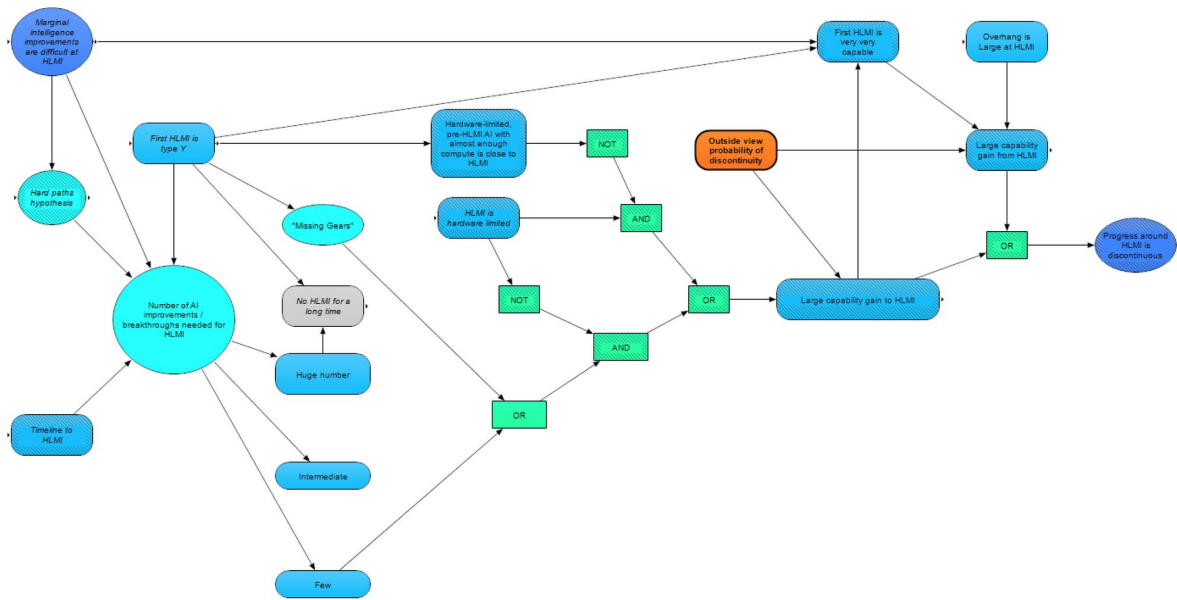 Marginal
intelligence
improvements
are difficult at
HLMI
First HLMI is
very very
capable
Overhang is
Large at HLMI
First HLMI is
type Y
Hardware-limited,
pre-HLMI AI with
almost enough
compute is close to
HLMI
NOT
Outside view
probability of
discontinuity
Large capability
gain from HLMI
Hard paths
hypothesis
"Missing Gears"
HLMI is
hardware limited
AND
OR
Progress around
HLMI is
discontinuous
Number of AI
improvements /
breakthroughs needed for
HLMI
No HLMI for a
long time
NOT
OR
Large capability gain to HLMI
AND
Huge number
OR
Timeline to
HLMI
Intermediate
Few